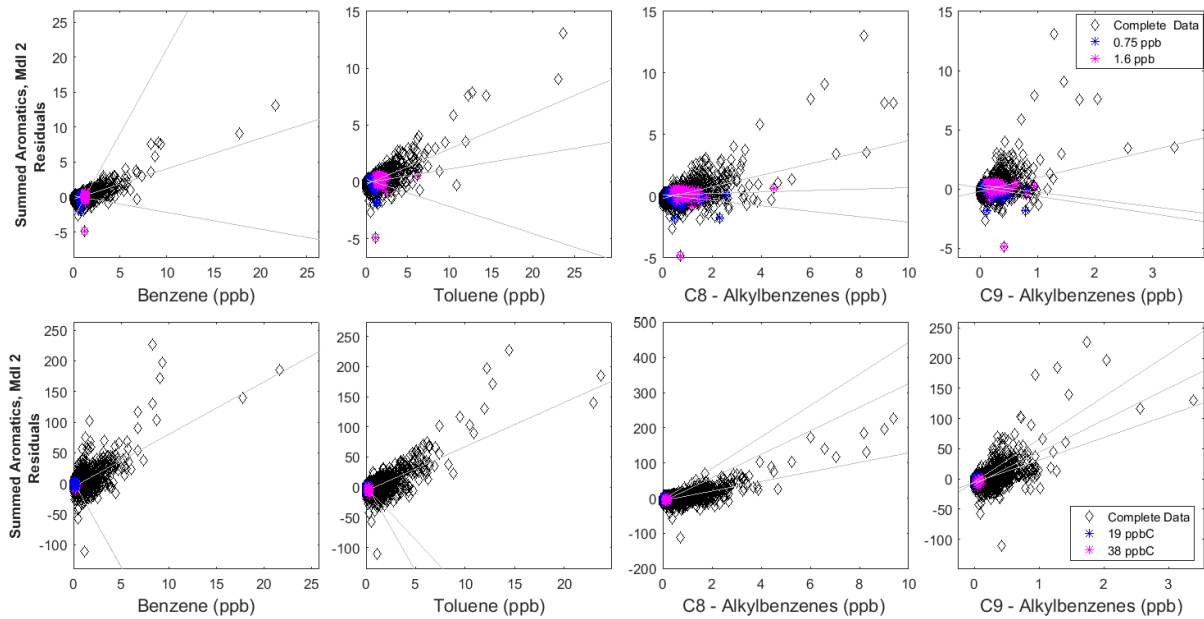 Summed Aromatics, Mdl 2
Residuals
25
20
15
10
5
0
-5
0 5 10 15 20 25
Benzene (ppb)
15
10
5
0
-5
0 5 10 15 20 25
Toluene (ppb)
15
10
5
0
-5
0 2 4 6 8 10
C8 - Alkylbenzenes (ppb)
15
10
5
0
-5
0 1 2 3
C9 - Alkylbenzenes (ppb)
Complete Data
0.75 ppb
1.6 ppb
Summed Aromatics, Mdl 2
Residuals
250
200
150
100
50
0
-50
-100
0 5 10 15 20 25
Benzene (ppb)
250
200
150
100
50
0
-50
-100
0 5 10 15 20
Toluene (ppb)
500
400
300
200
100
0
-100
-200
0 2 4 6 8 10
C8 - Alkylbenzenes (ppb)
250
200
150
100
50
0
-50
-100
0 1 2 3
C9 - Alkylbenzenes (ppb)
Complete Data
19 ppbC
38 ppbC